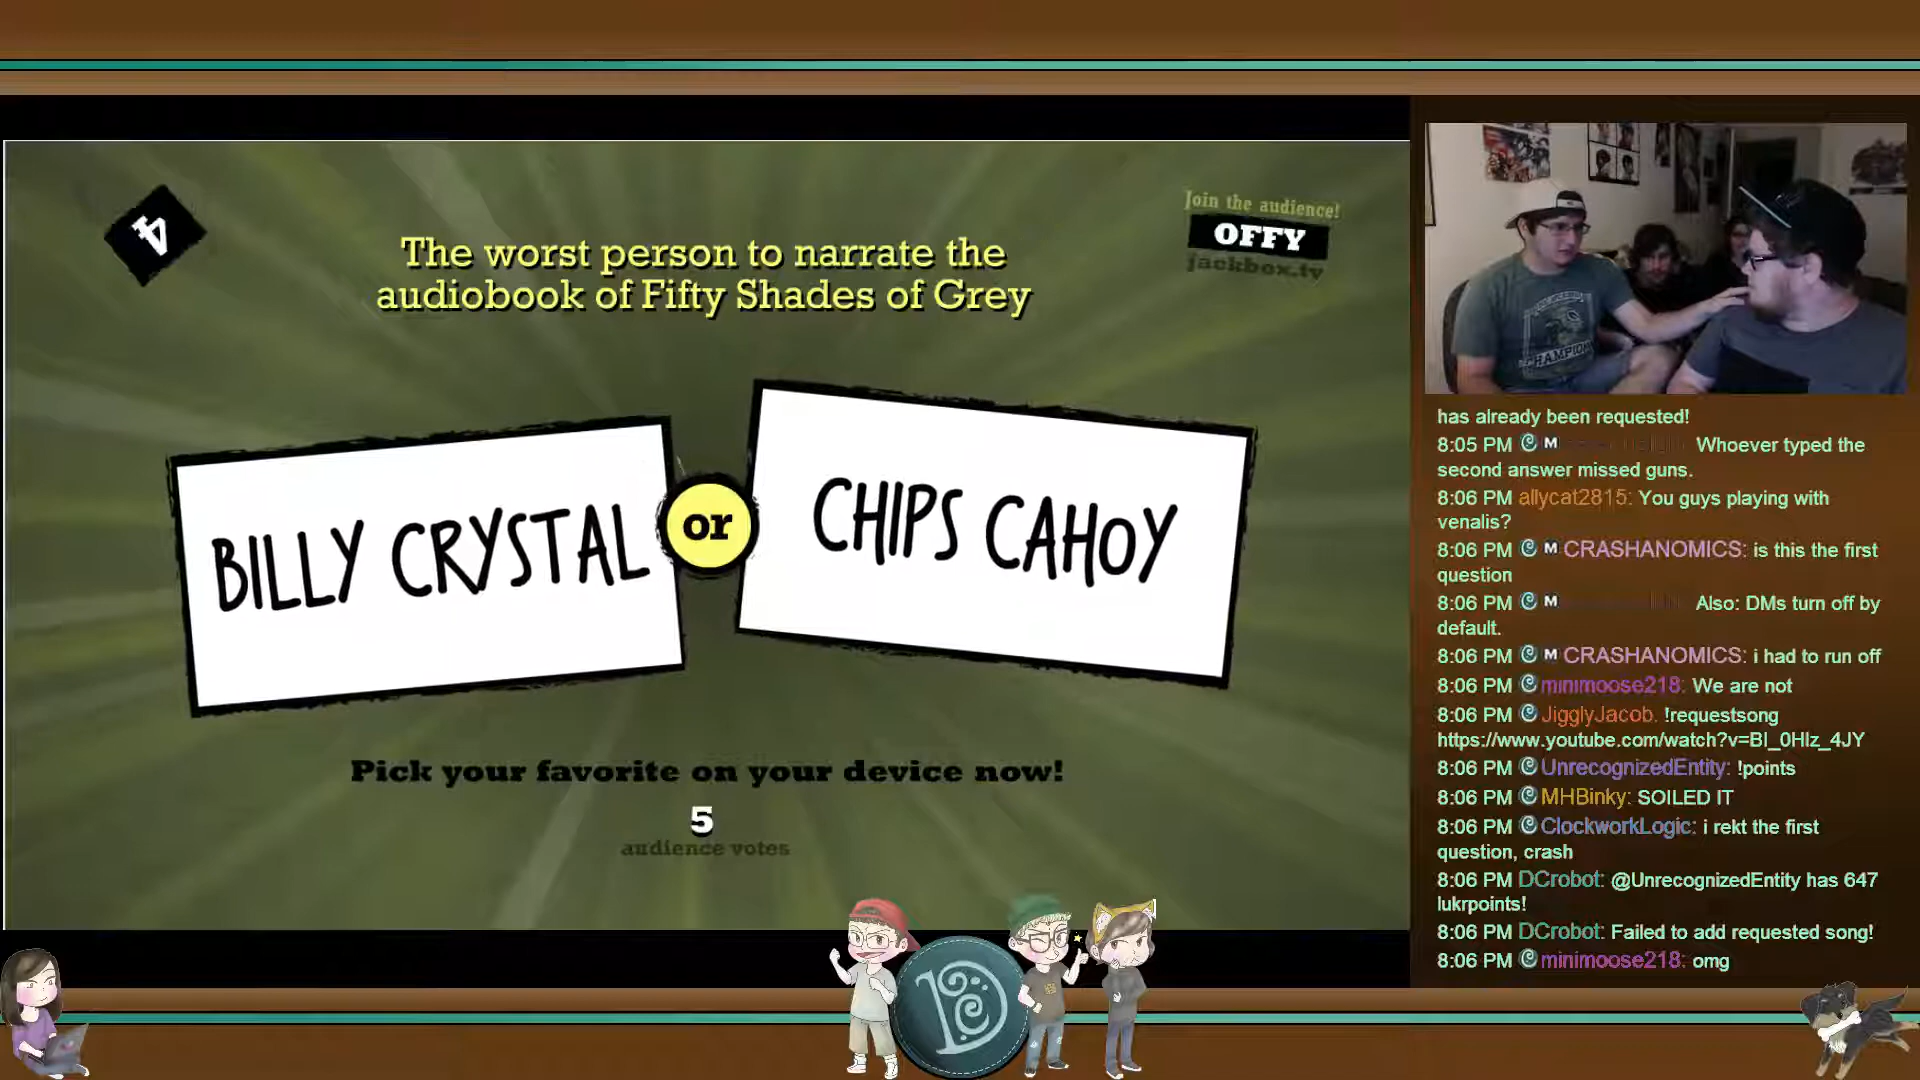 4
The worst person to narrate the
audiobook of Fifty Shades of Grey
Join the audience!
OFFY
jackbox.tv
BILLY CRYSTAL
or
CHIPS CAHOY
Pick your favorite on your device now!
5
audience votes
CHAMPION
has already been requested!
8:05 PM M Whoever typed the
second answer missed guns.
8:06 PM allycat2815: You guys playing with
venalis?
8:06 PM M CRASHANOMICS: is this the first
question
8:06 PM M Also: DMs turn off by
default.
8:06 PM M CRASHANOMICS: i had to run off
8:06 PM minimoose218: We are not
8:06 PM JigglyJacob: !requestsong
https://www.youtube.com/watch?v=BI_0HIz_4JY
8:06 PM UnrecognizedEntity: !points
8:06 PM MHBinky: SOILED IT
8:06 PM ClockworkLogic: i rekt the first
question, crash
8:06 PM DCrobot: @UnrecognizedEntity has 647
lukrpoints!
8:06 PM DCrobot: Failed to add requested song!
8:06 PM minimoose218: omg